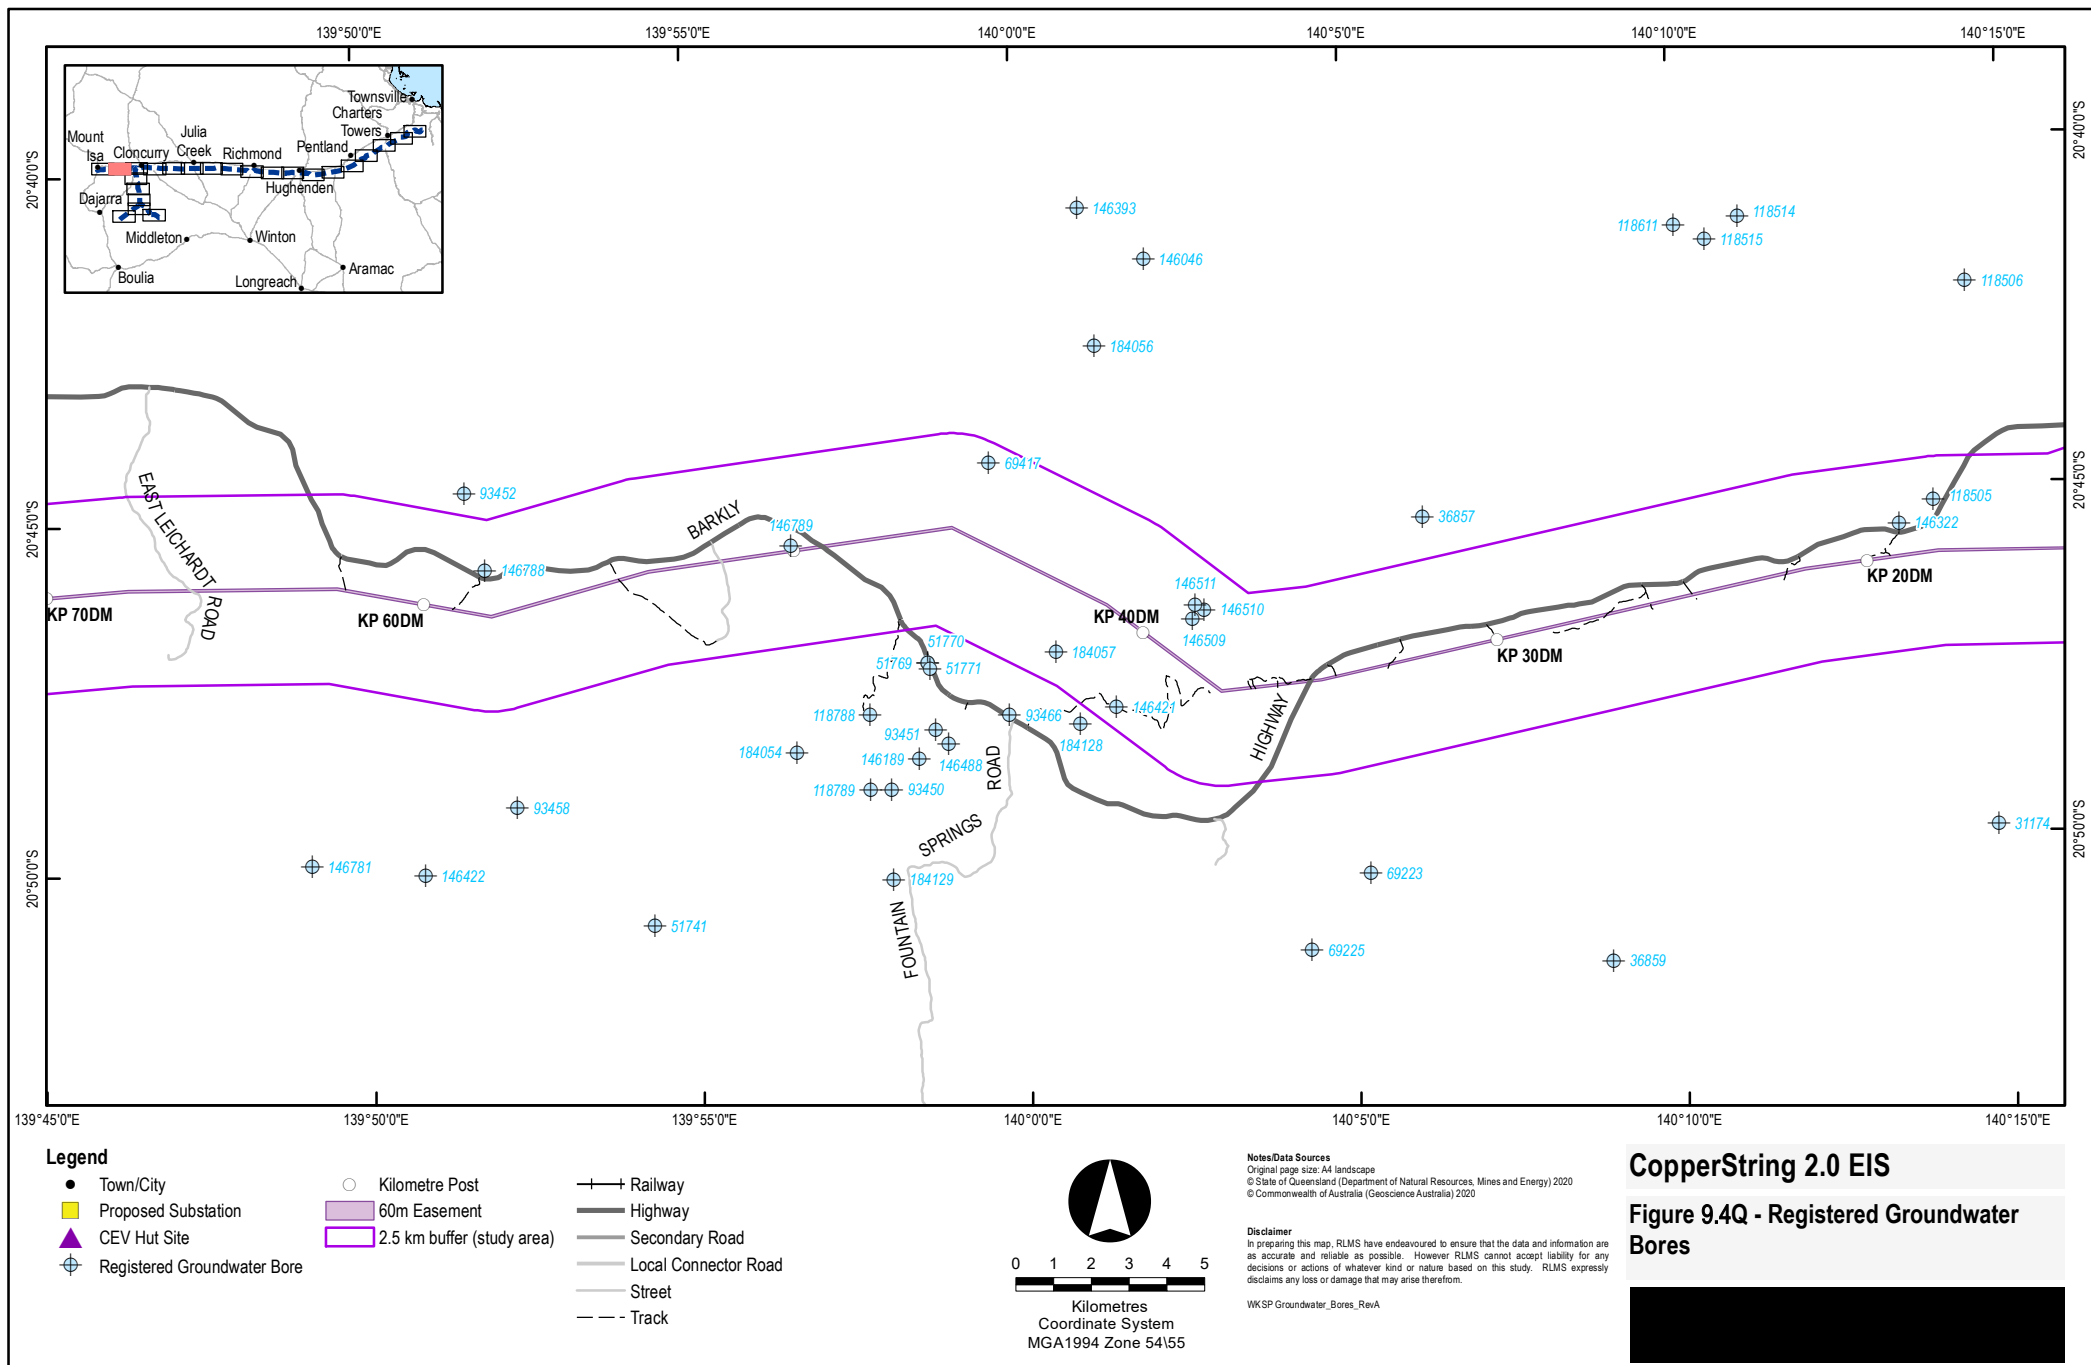 139°50'0"E
139°55'0"E
140°0'0"E
140°5'0"E
140°10'0"E
140°15'0"E
Townsville
Charters
Towers
Mount
Isa
Cloncurry
Julia
Creek
Richmond
Pentland
Hughenden
Dajarra
Middleton
Winton
Boulia
Longreach
Aramac
20°40'0"S
20°40'0"S
146393
146046
184056
118611
118514
118515
118506
69417
93452
36857
118505
146322
20°45'0"S
20°45'0"S
EAST LEICHARDT
ROAD
BARKLY
146789
146788
KP 70DM
KP 60DM
KP 40DM
KP 30DM
KP 20DM
146511
146510
146509
51770
51769
51771
184057
118788
93466
146421
93451
184128
184054
146189
146488
118789
93450
ROAD
HIGHWAY
SPRINGS
93458
146781
146422
184129
FOUNTAIN
51741
69223
69225
36859
31174
20°50'0"S
20°50'0"S
139°45'0"E
139°50'0"E
139°55'0"E
140°0'0"E
140°5'0"E
140°10'0"E
140°15'0"E
Legend
Town/City
Proposed Substation
CEV Hut Site
Registered Groundwater Bore
Kilometre Post
60m Easement
2.5 km buffer (study area)
Railway
Highway
Secondary Road
Local Connector Road
Street
Track
0 1 2 3 4 5
Kilometres
Coordinate System
MGA1994 Zone 54\55
Notes/Data Sources
Original page size: A4 landscape
© State of Queensland (Department of Natural Resources, Mines and Energy) 2020
© Commonwealth of Australia (Geoscience Australia) 2020
Disclaimer
In preparing this map, RLMS have endeavoured to ensure that the data and information are
as accurate and reliable as possible. However RLMS cannot accept liability for any
decisions or actions of whatever kind or nature based on this study. RLMS expressly
disclaims any loss or damage that may arise therefrom.
WKSP Groundwater_Bores_RevA
CopperString 2.0 EIS
Figure 9.4Q - Registered Groundwater
Bores